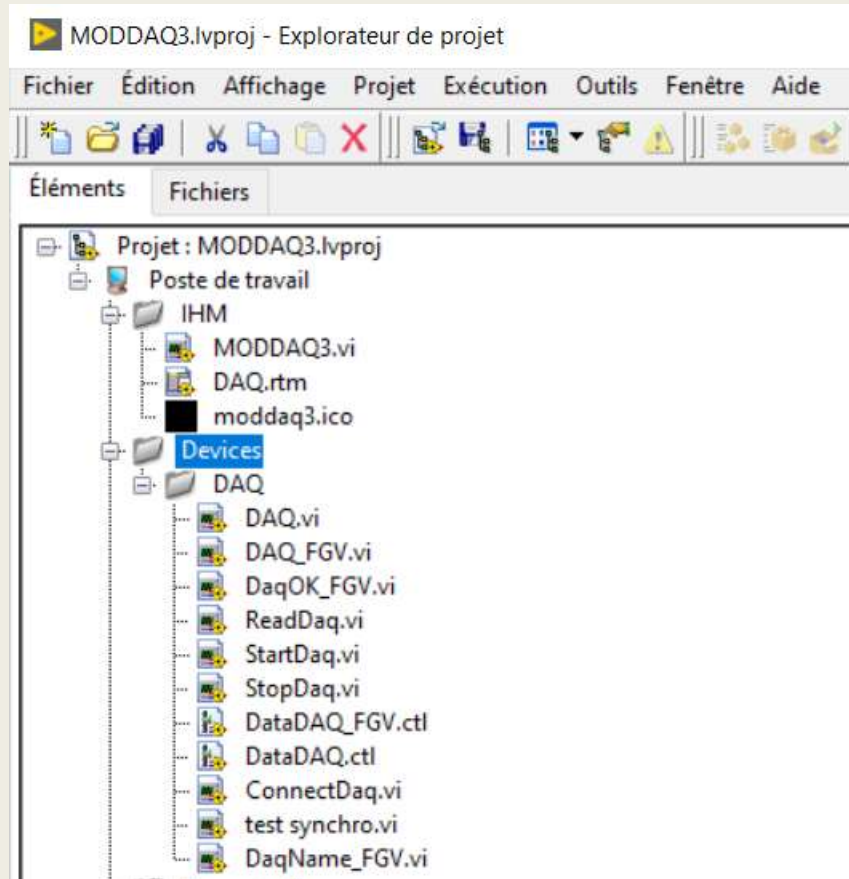 MODDAQ3.lvproj - Explorateur de projet
Fichier Édition Affichage Projet Exécution Outils Fenêtre Aide
Éléments Fichiers
Projet : MODDAQ3.lvproj
Poste de travail
IHM
MODDAQ3.vi
DAQ.rtm
moddaq3.ico
Devices
DAQ
DAQ.vi
DAQ_FGV.vi
DaqOK_FGV.vi
ReadDaq.vi
StartDaq.vi
StopDaq.vi
DataDAQ_FGV.ctl
DataDAQ.ctl
ConnectDaq.vi
test synchro.vi
DaqName_FGV.vi